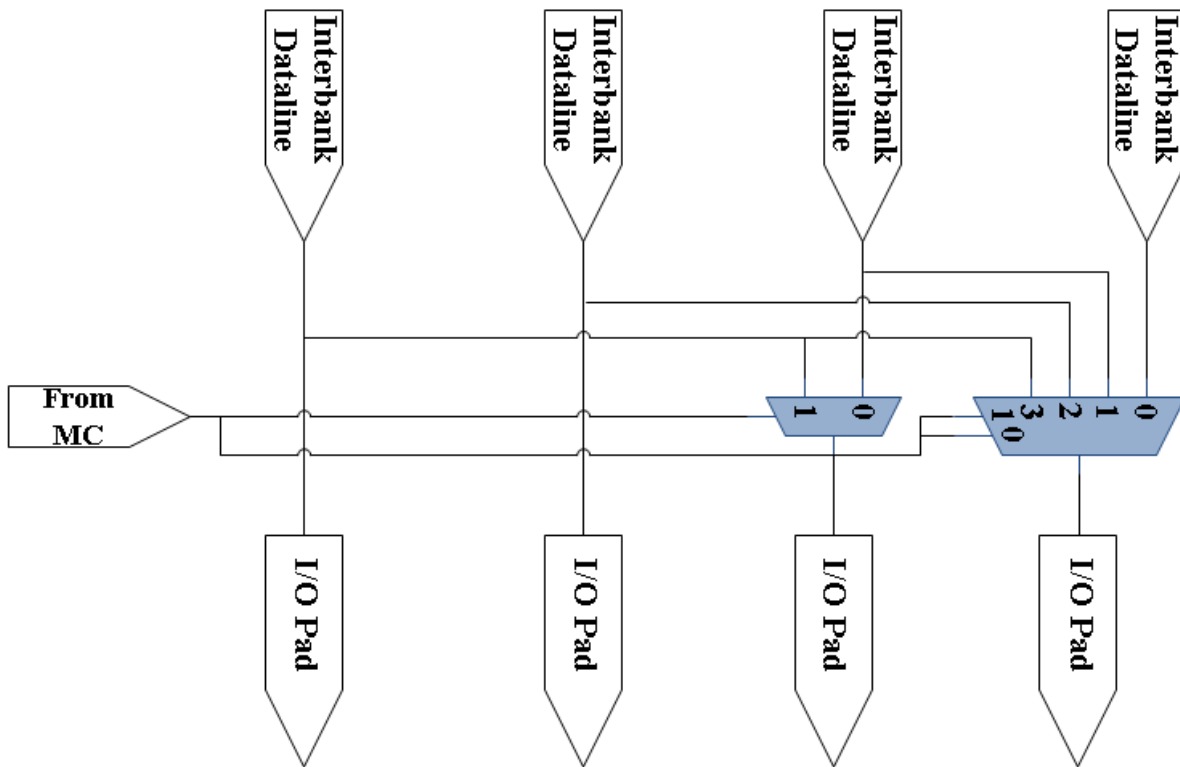 Interbank
Dataline
Interbank
Dataline
Interbank
Dataline
Interbank
Dataline
From
MC
1
0
3
2
1
0
1
0
I/O Pad
I/O Pad
I/O Pad
I/O Pad